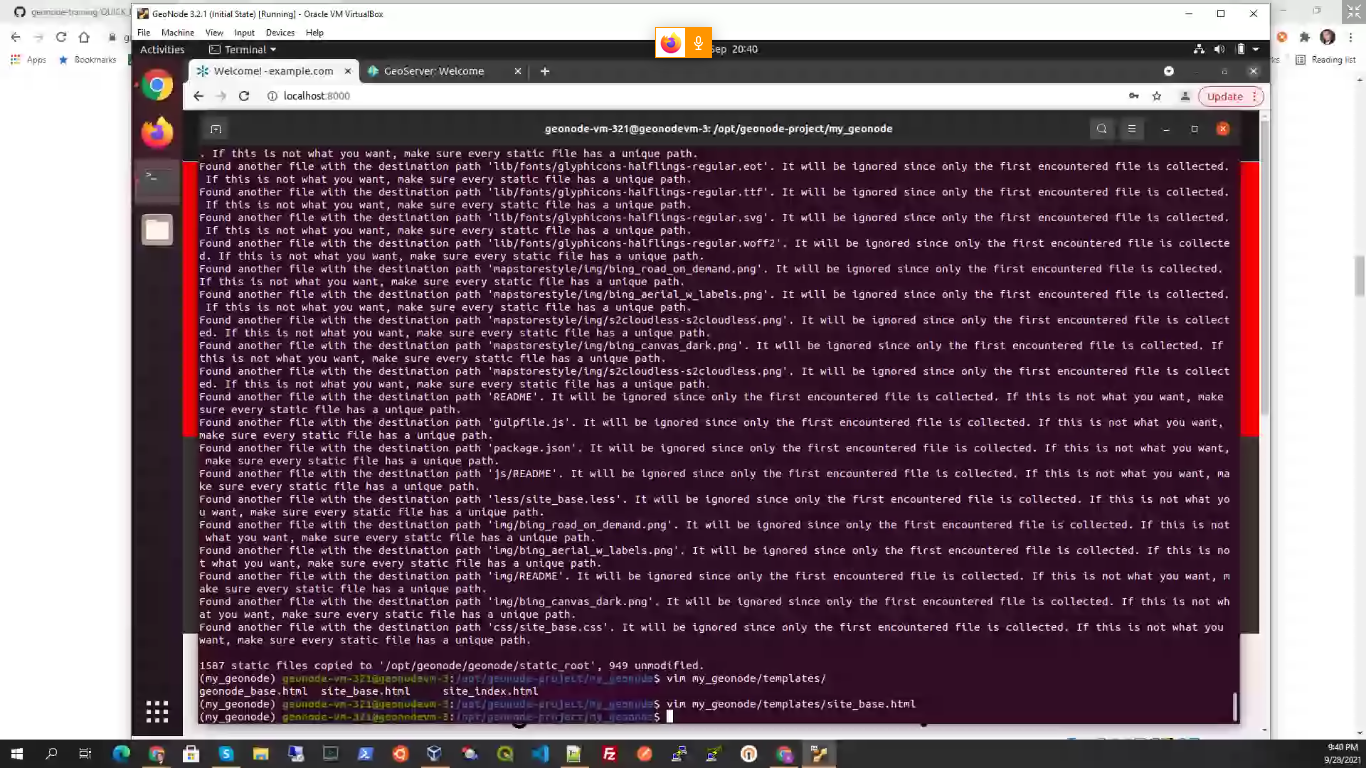 geonode-training/QUICK_
GeoNode 3.2.1 (Initial State) [Running] - Oracle VM VirtualBox
File Machine View Input Devices Help
Activities Terminal Sep 20:40
Welcome! - example.com GeoServer: Welcome
Apps Bookmarks Reading list
localhost:8000 Update
geonode-vm-321@geonodevm-3: /opt/geonode-project/my_geonode
. If this is not what you want, make sure every static file has a unique path.
Found another file with the destination path 'lib/fonts/glyphicons-halflings-regular.eot'. It will be ignored since only the first encountered file is collected.
If this is not what you want, make sure every static file has a unique path.
Found another file with the destination path 'lib/fonts/glyphicons-halflings-regular.ttf'. It will be ignored since only the first encountered file is collected.
If this is not what you want, make sure every static file has a unique path.
Found another file with the destination path 'lib/fonts/glyphicons-halflings-regular.svg'. It will be ignored since only the first encountered file is collected.
If this is not what you want, make sure every static file has a unique path.
Found another file with the destination path 'lib/fonts/glyphicons-halflings-regular.woff2'. It will be ignored since only the first encountered file is collecte
d. If this is not what you want, make sure every static file has a unique path.
Found another file with the destination path 'mapstorestyle/img/bing_road_on_demand.png'. It will be ignored since only the first encountered file is collected.
If this is not what you want, make sure every static file has a unique path.
Found another file with the destination path 'mapstorestyle/img/bing_aerial_w_labels.png'. It will be ignored since only the first encountered file is collected.
If this is not what you want, make sure every static file has a unique path.
Found another file with the destination path 'mapstorestyle/img/s2cloudless-s2cloudless.png'. It will be ignored since only the first encountered file is collect
ed. If this is not what you want, make sure every static file has a unique path.
Found another file with the destination path 'mapstorestyle/img/bing_canvas_dark.png'. It will be ignored since only the first encountered file is collected. If
this is not what you want, make sure every static file has a unique path.
Found another file with the destination path 'mapstorestyle/img/s2cloudless-s2cloudless.png'. It will be ignored since only the first encountered file is collect
ed. If this is not what you want, make sure every static file has a unique path.
Found another file with the destination path 'README'. It will be ignored since only the first encountered file is collected. If this is not what you want, make
sure every static file has a unique path.
Found another file with the destination path 'gulpfile.js'. It will be ignored since only the first encountered file is collected. If this is not what you want,
make sure every static file has a unique path.
Found another file with the destination path 'package.json'. It will be ignored since only the first encountered file is collected. If this is not what you want,
make sure every static file has a unique path.
Found another file with the destination path 'js/README'. It will be ignored since only the first encountered file is collected. If this is not what you want, ma
ke sure every static file has a unique path.
Found another file with the destination path 'less/site_base.less'. It will be ignored since only the first encountered file is collected. If this is not what yo
u want, make sure every static file has a unique path.
Found another file with the destination path 'img/bing_road_on_demand.png'. It will be ignored since only the first encountered file is collected. If this is not
what you want, make sure every static file has a unique path.
Found another file with the destination path 'img/bing_aerial_w_labels.png'. It will be ignored since only the first encountered file is collected. If this is no
t what you want, make sure every static file has a unique path.
Found another file with the destination path 'img/README'. It will be ignored since only the first encountered file is collected. If this is not what you want, m
ake sure every static file has a unique path.
Found another file with the destination path 'img/bing_canvas_dark.png'. It will be ignored since only the first encountered file is collected. If this is not wh
at you want, make sure every static file has a unique path.
Found another file with the destination path 'css/site_base.css'. It will be ignored since only the first encountered file is collected. If this is not what you
want, make sure every static file has a unique path.
1587 static files copied to '/opt/geonode/geonode/static_root', 949 unmodified.
(my_geonode) geonode-vm-321@geonodevm-3:/opt/geonode-project/my_geonode$ vim my_geonode/templates/
geonode_base.html site_base.html site_index.html
(my_geonode) geonode-vm-321@geonodevm-3:/opt/geonode-project/my_geonode$ vim my_geonode/templates/site_base.html
(my_geonode) geonode-vm-321@geonodevm-3:/opt/geonode-project/my_geonode$
9:40 PM
9/28/2021